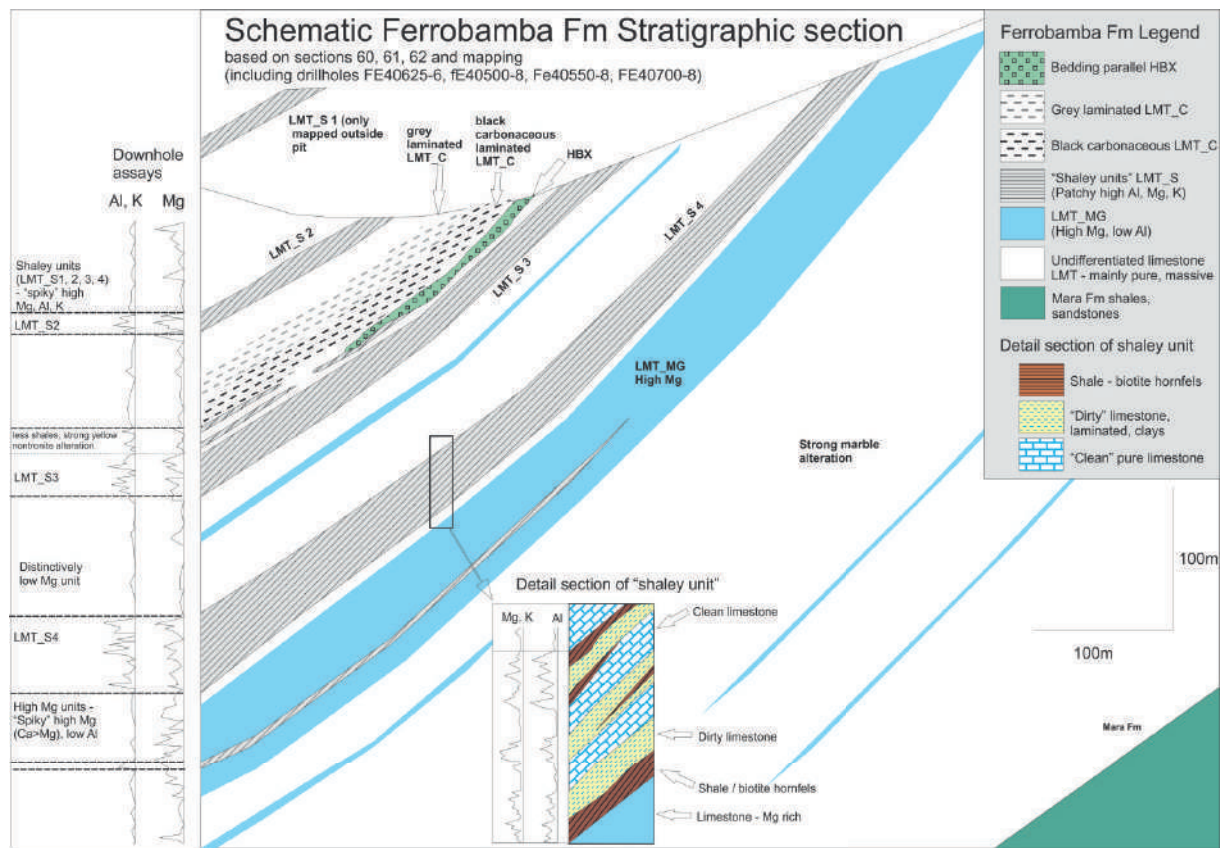 Schematic Ferrobamba Fm Stratigraphic section
based on sections 60, 61, 62 and mapping
(including drillholes FE40625-6, fE40500-8, Fe40550-8, FE40700-8)
Downhole
assays
Al, K
Mg
Shaley units
(LMT_S1, 2, 3, 4)
- "spiky" high
Mg, Al, K
LMT_S2
less shales, strong yellow
nontronite alteration
LMT_S3
Distinctively
low Mg unit
LMT_S4
High Mg units -
"Spiky" high Mg
(Ca>Mg), low Al
LMT_S 1 (only
mapped outside
pit
grey
laminated
LMT_C
black
carbonaceous
laminated
LMT_C
HBX
LMT_S 2
LMT_S 3
LMT_S 4
LMT_MG
High Mg
Strong marble
alteration
Mara Fm
100m
100m
Detail section of "shaley unit"
Mg, K
Al
Clean limestone
Dirty limestone
Shale / biotite hornfels
Limestone - Mg rich
Ferrobamba Fm Legend
Bedding parallel HBX
Grey laminated LMT_C
Black carbonaceous LMT_C
"Shaley units" LMT_S
(Patchy high Al, Mg, K)
LMT_MG
(High Mg, low Al)
Undifferentiated limestone
LMT - mainly pure, massive
Mara Fm shales,
sandstones
Detail section of shaley unit
Shale - biotite hornfels
"Dirty" limestone,
laminated, clays
"Clean" pure limestone